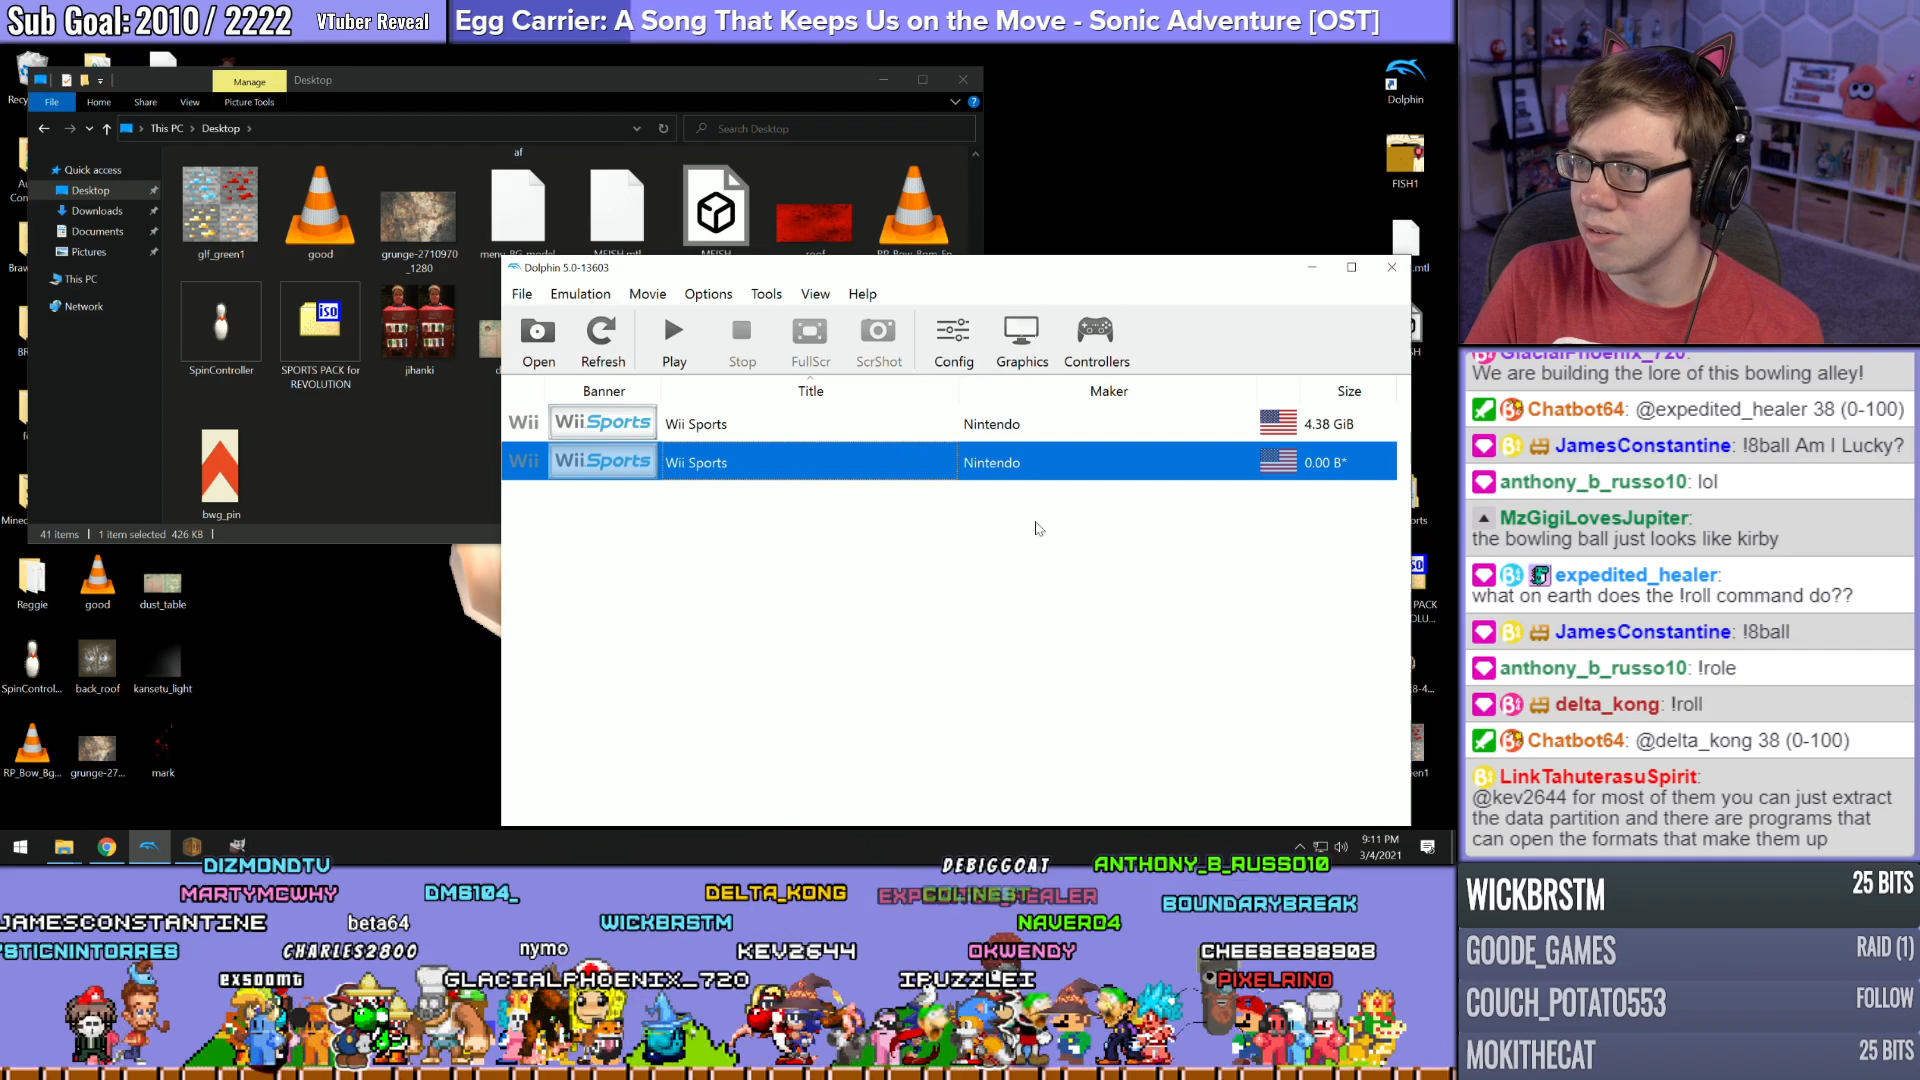 Sub Goal: 2010 / 2222
VTuber Reveal
Egg Carrier: A Song That Keeps Us on the Move - Sonic Adventure [OST]
Manage
Desktop
File
Home
Share
View
Picture Tools
This PC
Desktop
Search Desktop
Quick access
Desktop
Downloads
Documents
Pictures
This PC
Network
af
glf_green1
good
grunge-2710970
_1280
SpinController
SPORTS PACK for
REVOLUTION
jihanki
bwg_pin
41 items
1 item selected 426 KB
Dolphin
FISH1
Reggie
good
dust_table
SpinControl...
back_roof
kansetu_light
RP_Bow_Bg...
grunge-27...
mark
Dolphin 5.0-13603
File
Emulation
Movie
Options
Tools
View
Help
Open
Refresh
Play
Stop
FullScr
ScrShot
Config
Graphics
Controllers
Banner
Title
Maker
Size
Wii
Wii Sports
Wii Sports
Nintendo
4.38 GiB
Wii
Wii Sports
Wii Sports
Nintendo
0.00 B*
9:11 PM
3/4/2021
GlacialPhoenix_720:
We are building the lore of this bowling alley!
Chatbot64: @expedited_healer 38 (0-100)
JamesConstantine: !8ball Am I Lucky?
anthony_b_russo10: lol
MzGigiLovesJupiter:
the bowling ball just looks like kirby
expedited_healer:
what on earth does the !roll command do??
JamesConstantine: !8ball
anthony_b_russo10: !role
delta_kong: !roll
Chatbot64: @delta_kong 38 (0-100)
LinkTahuterasuSpirit:
@kev2644 for most of them you can just extract
the data partition and there are programs that
can open the formats that make them up
WICKBRSTM
25 BITS
GOODE_GAMES
RAID (1)
COUCH_POTATO553
FOLLOW
MOKITHECAT
25 BITS
DIZMONDTV
MARTYMCWHY
JAMESCONSTANTINE
beta64
CHARLES2800
EX500MT
DMB104_
WICKBRSTM
nymo
GLACIALPHOENIX_720
DELTA_KONG
KEV2644
DEBIGGOAT
ANTHONY_B_RUSSO10
NAVER04
OKWENDY
IPUZZLEI
BOUNDARYBREAK
CHEESE898908
PIXELRINO